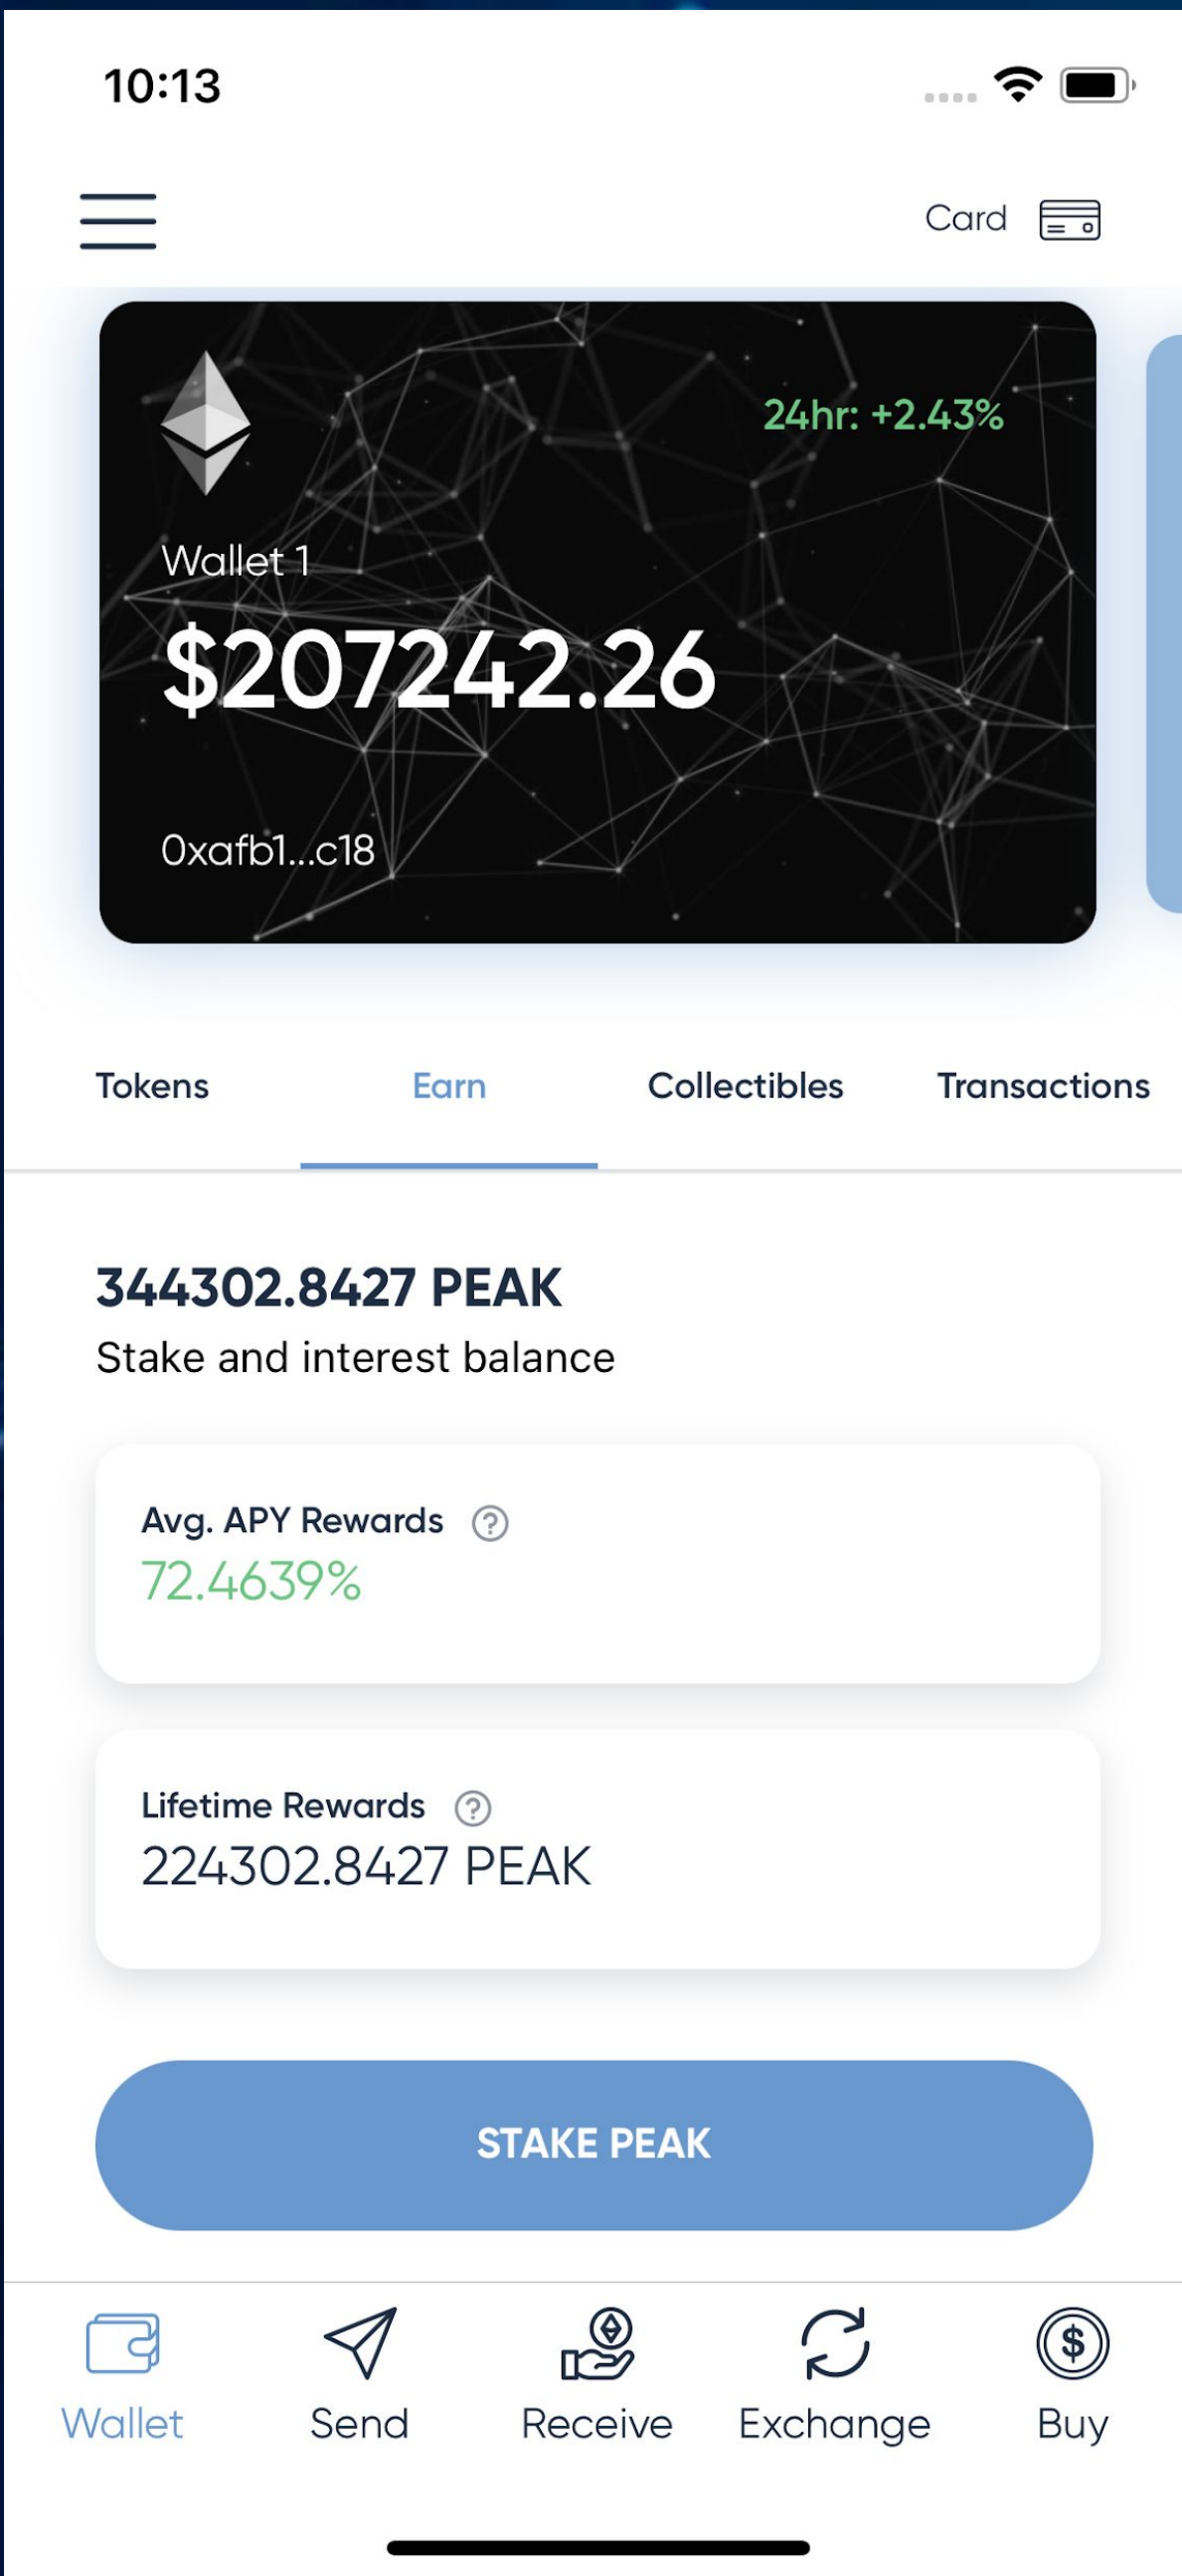 10:13
Card
24hr: +2.43%
Wallet 1
$207242.26
0xafb1...c18
Tokens Earn Collectibles Transactions
344302.8427 PEAK
Stake and interest balance
Avg. APY Rewards ?
72.4639%
Lifetime Rewards ?
224302.8427 PEAK
STAKE PEAK
$
Wallet Send Receive Exchange Buy